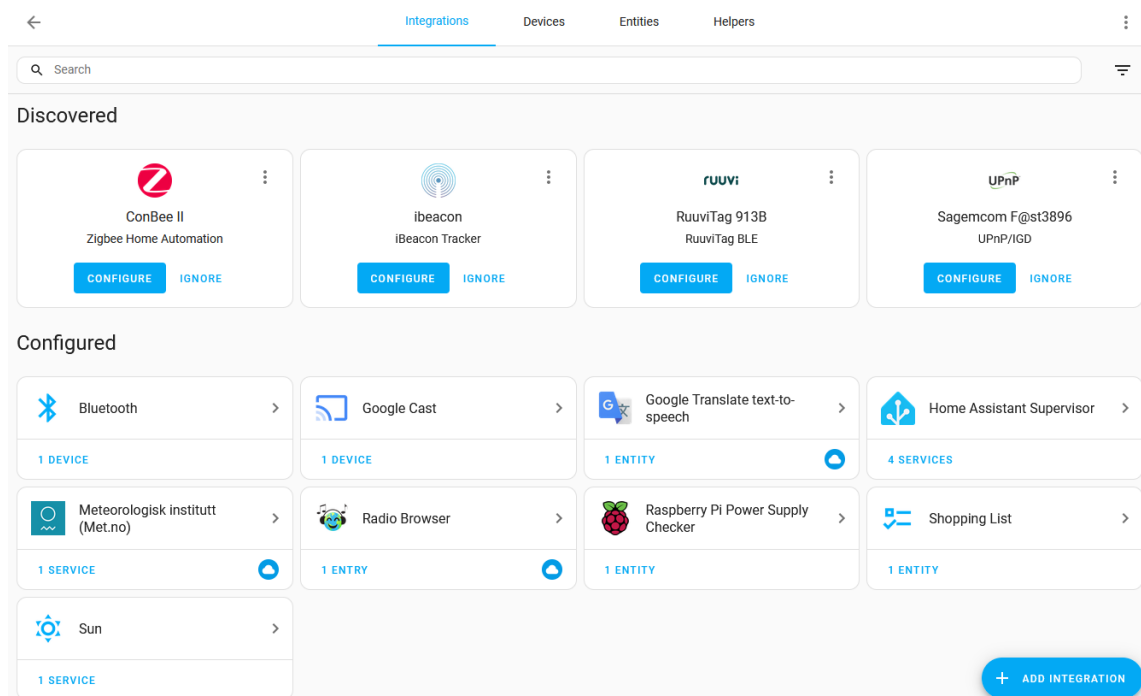 Integrations
Devices
Entities
Helpers
Search
Discovered
ConBee II
Zigbee Home Automation
CONFIGURE
IGNORE
ibeacon
iBeacon Tracker
CONFIGURE
IGNORE
ruuvi
RuuviTag 913B
RuuviTag BLE
CONFIGURE
IGNORE
UPnP
Sagemcom F@st3896
UPnP/IGD
CONFIGURE
IGNORE
Configured
Bluetooth
1 DEVICE
Google Cast
1 DEVICE
G 文
Google Translate text-to-
speech
1 ENTITY
Home Assistant Supervisor
4 SERVICES
Meteorologisk institutt
(Met.no)
1 SERVICE
Radio Browser
1 ENTRY
Raspberry Pi Power Supply
Checker
1 ENTITY
Shopping List
1 ENTITY
Sun
1 SERVICE
ADD INTEGRATION